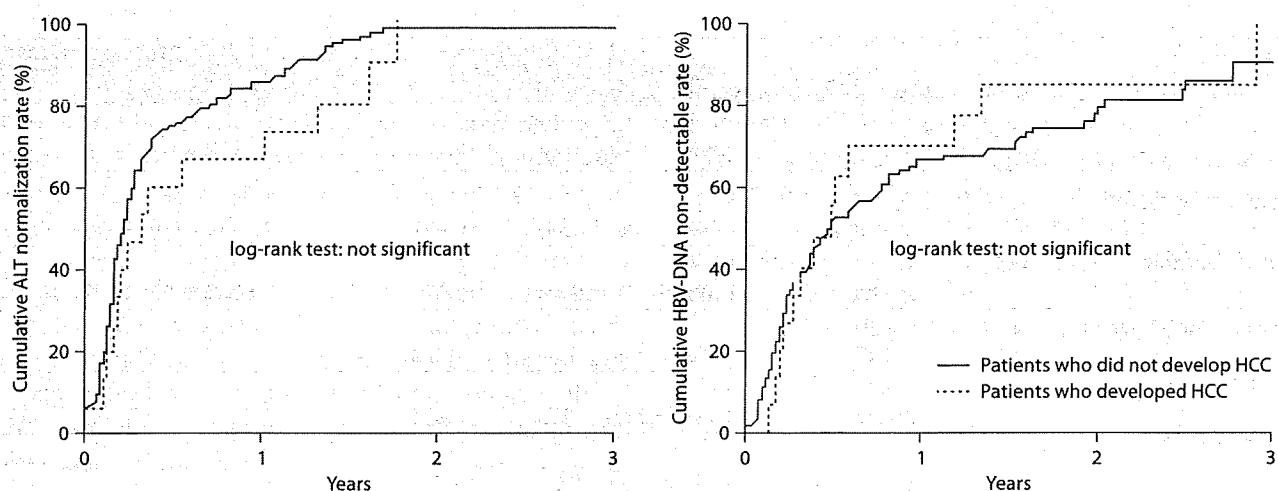 Cumulative ALT normalization rate (%)
100
80
60
40
20
0
log-rank test: not significant
0 1 2 3
Years
Cumulative HBV-DNA non-detectable rate (%)
100
80
60
40
20
0
log-rank test: not significant
Patients who did not develop HCC
Patients who developed HCC
0 1 2 3
Years